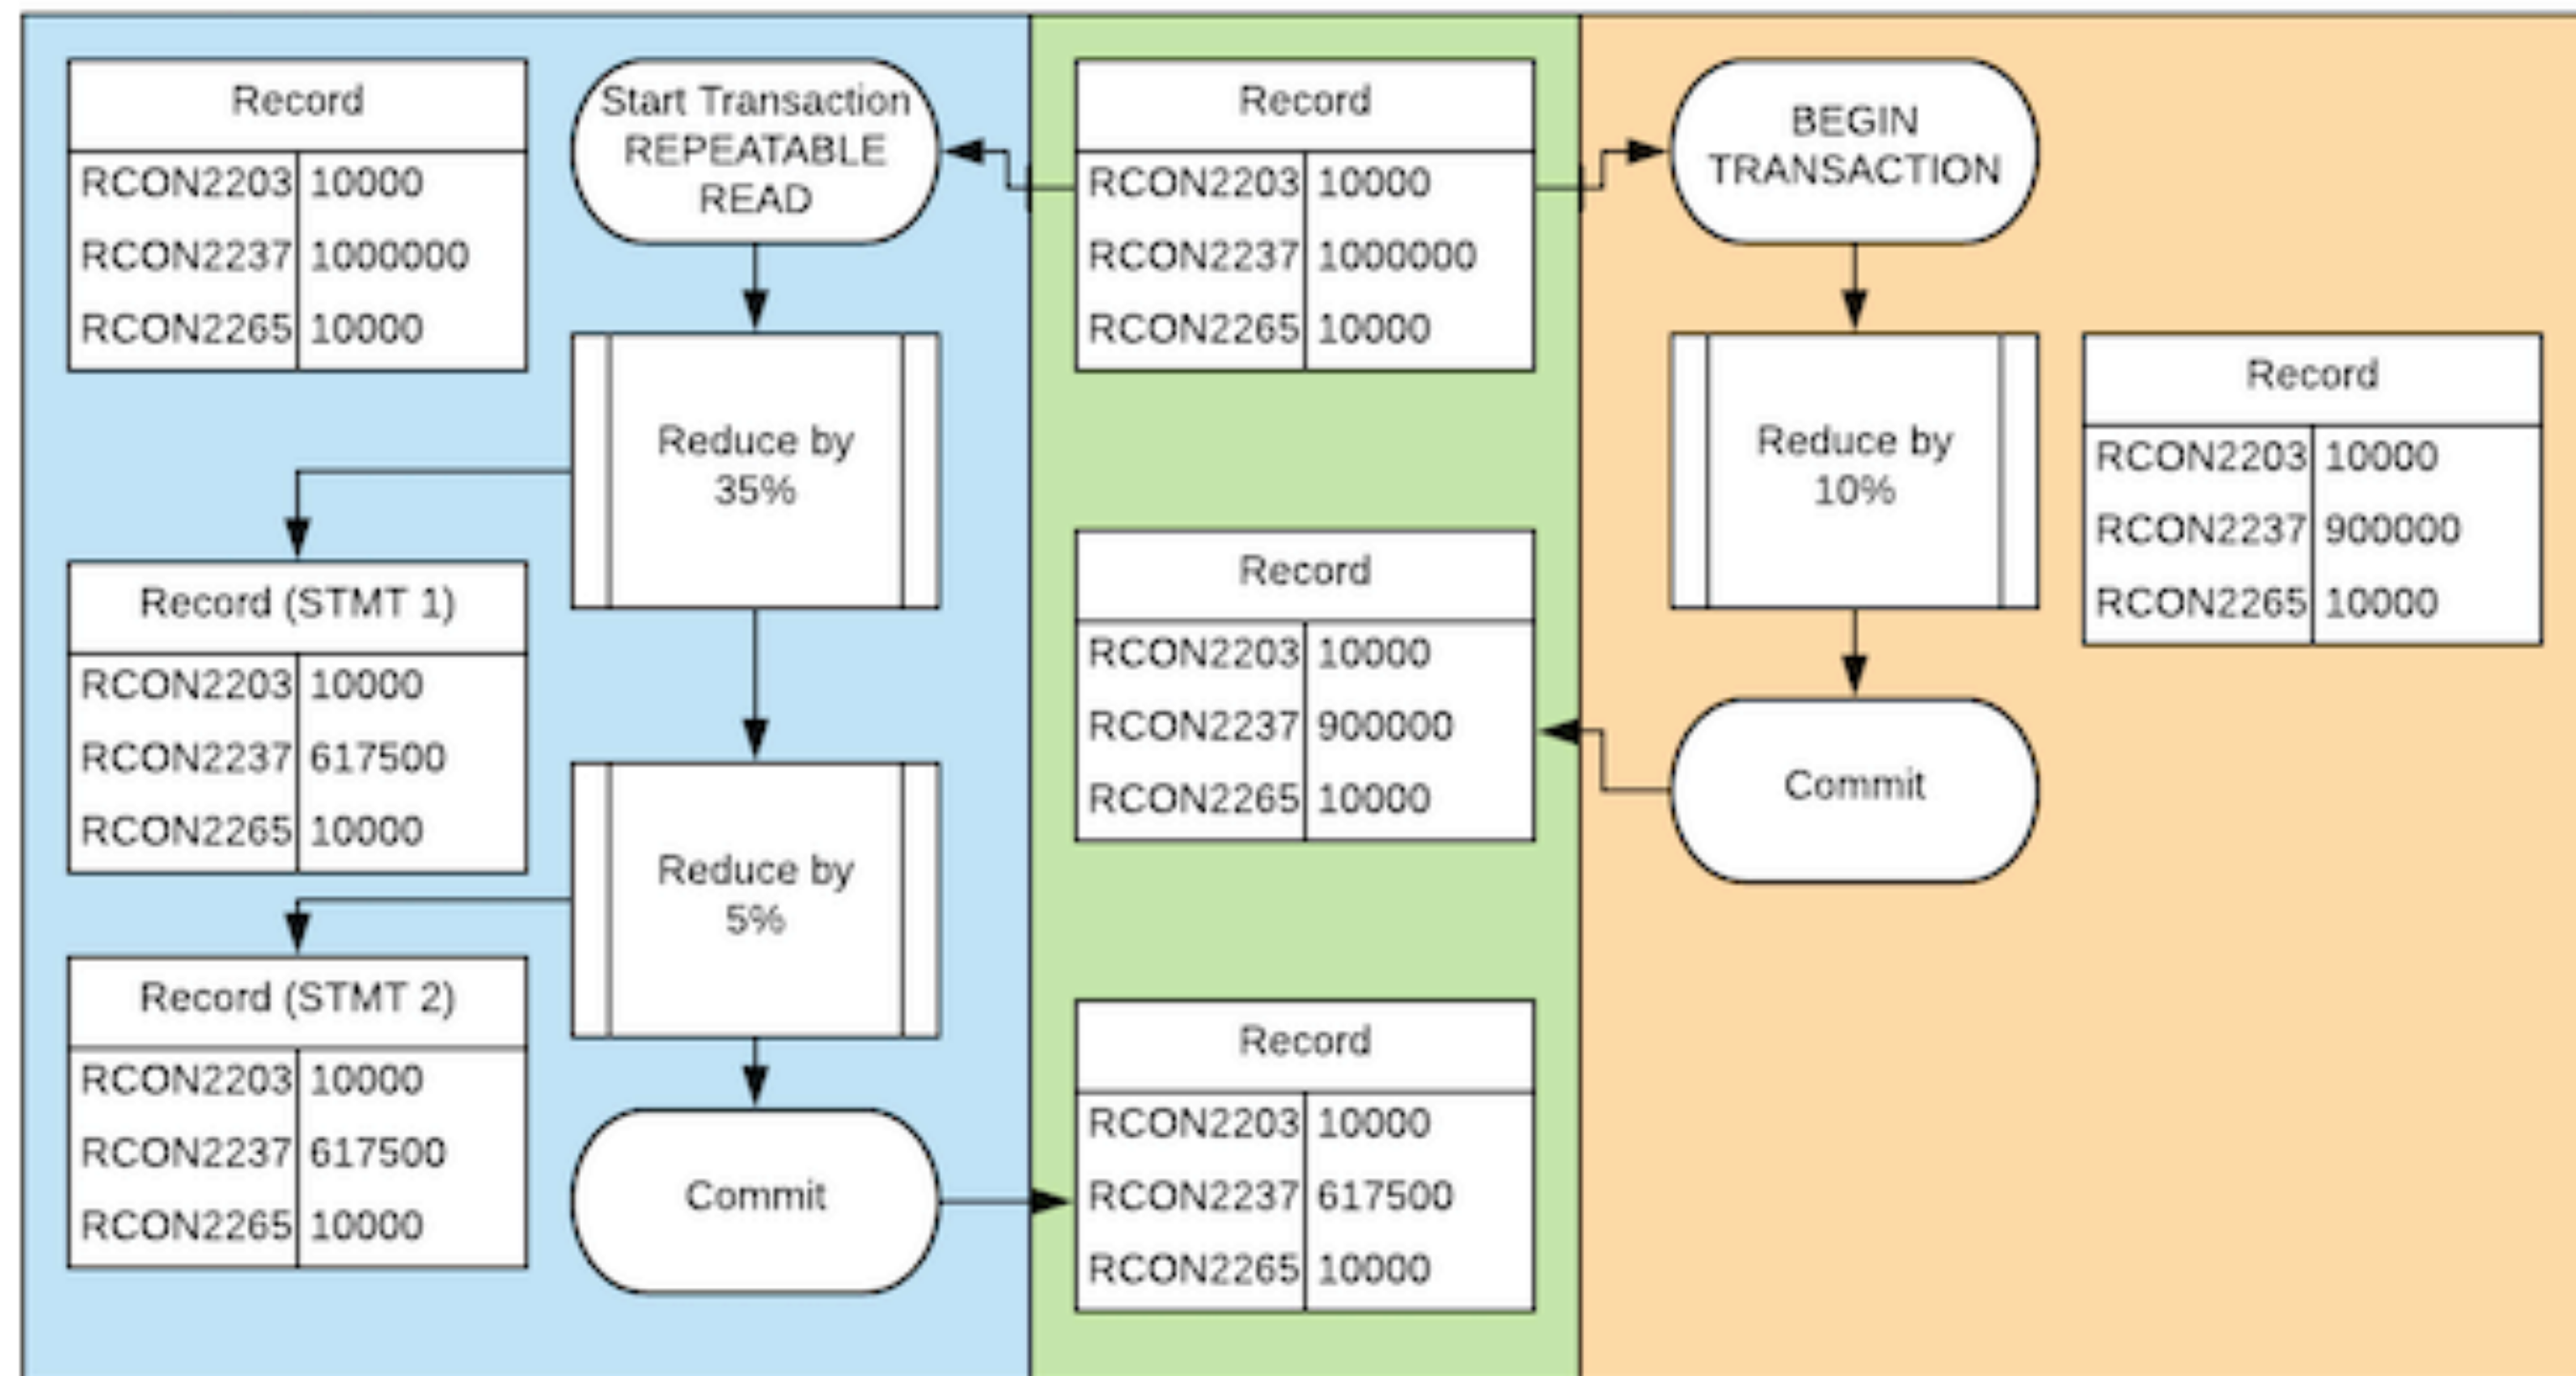 Record
RCON2203 10000
RCON2237 1000000
RCON2265 10000
Start Transaction
REPEATABLE
READ
Reduce by
35%
Record (STMT 1)
RCON2203 10000
RCON2237 617500
RCON2265 10000
Reduce by
5%
Record (STMT 2)
RCON2203 10000
RCON2237 617500
RCON2265 10000
Commit
Record
RCON2203 10000
RCON2237 1000000
RCON2265 10000
Record
RCON2203 10000
RCON2237 900000
RCON2265 10000
Record
RCON2203 10000
RCON2237 617500
RCON2265 10000
BEGIN
TRANSACTION
Reduce by
10%
Record
RCON2203 10000
RCON2237 900000
RCON2265 10000
Commit